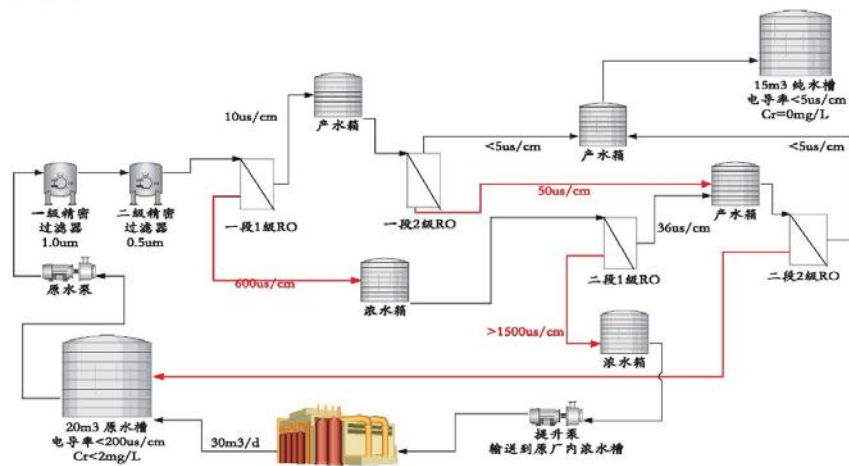 15m3 纯水槽
电导率<5us/cm
Cr=0mg/L
10us/cm
产水箱
<5us/cm
产水箱
<5us/cm
一级精密
过滤器
1.0um
二级精密
过滤器
0.5um
一段1级RO
一段2级RO
50us/cm
产水箱
36us/cm
原水泵
600us/cm
浓水箱
二段1级RO
二段2级RO
>1500us/cm
浓水箱
20m3 原水槽
电导率<200us/cm
Cr<2mg/L
30m3/d
提升泵
输送到原厂内浓水槽